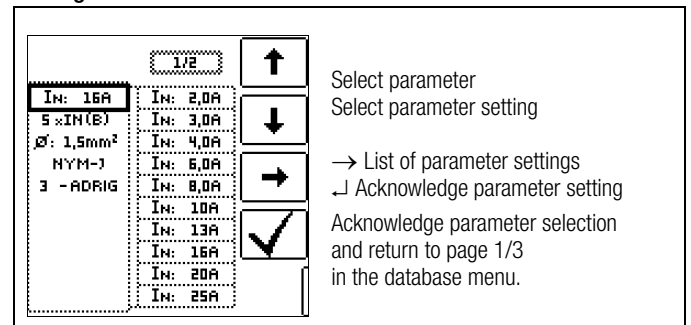 1/2
IN: 16A
5 xIN(B)
Ø: 1,5mm²
NYM-J
3 -ADRIG
IN: 2,0A
IN: 3,0A
IN: 4,0A
IN: 6,0A
IN: 8,0A
IN: 10A
IN: 13A
IN: 16A
IN: 20A
IN: 25A
↑
↓
→
✓
Select parameter
Select parameter setting
→ List of parameter settings
↵ Acknowledge parameter setting
Acknowledge parameter selection
and return to page 1/3
in the database menu.